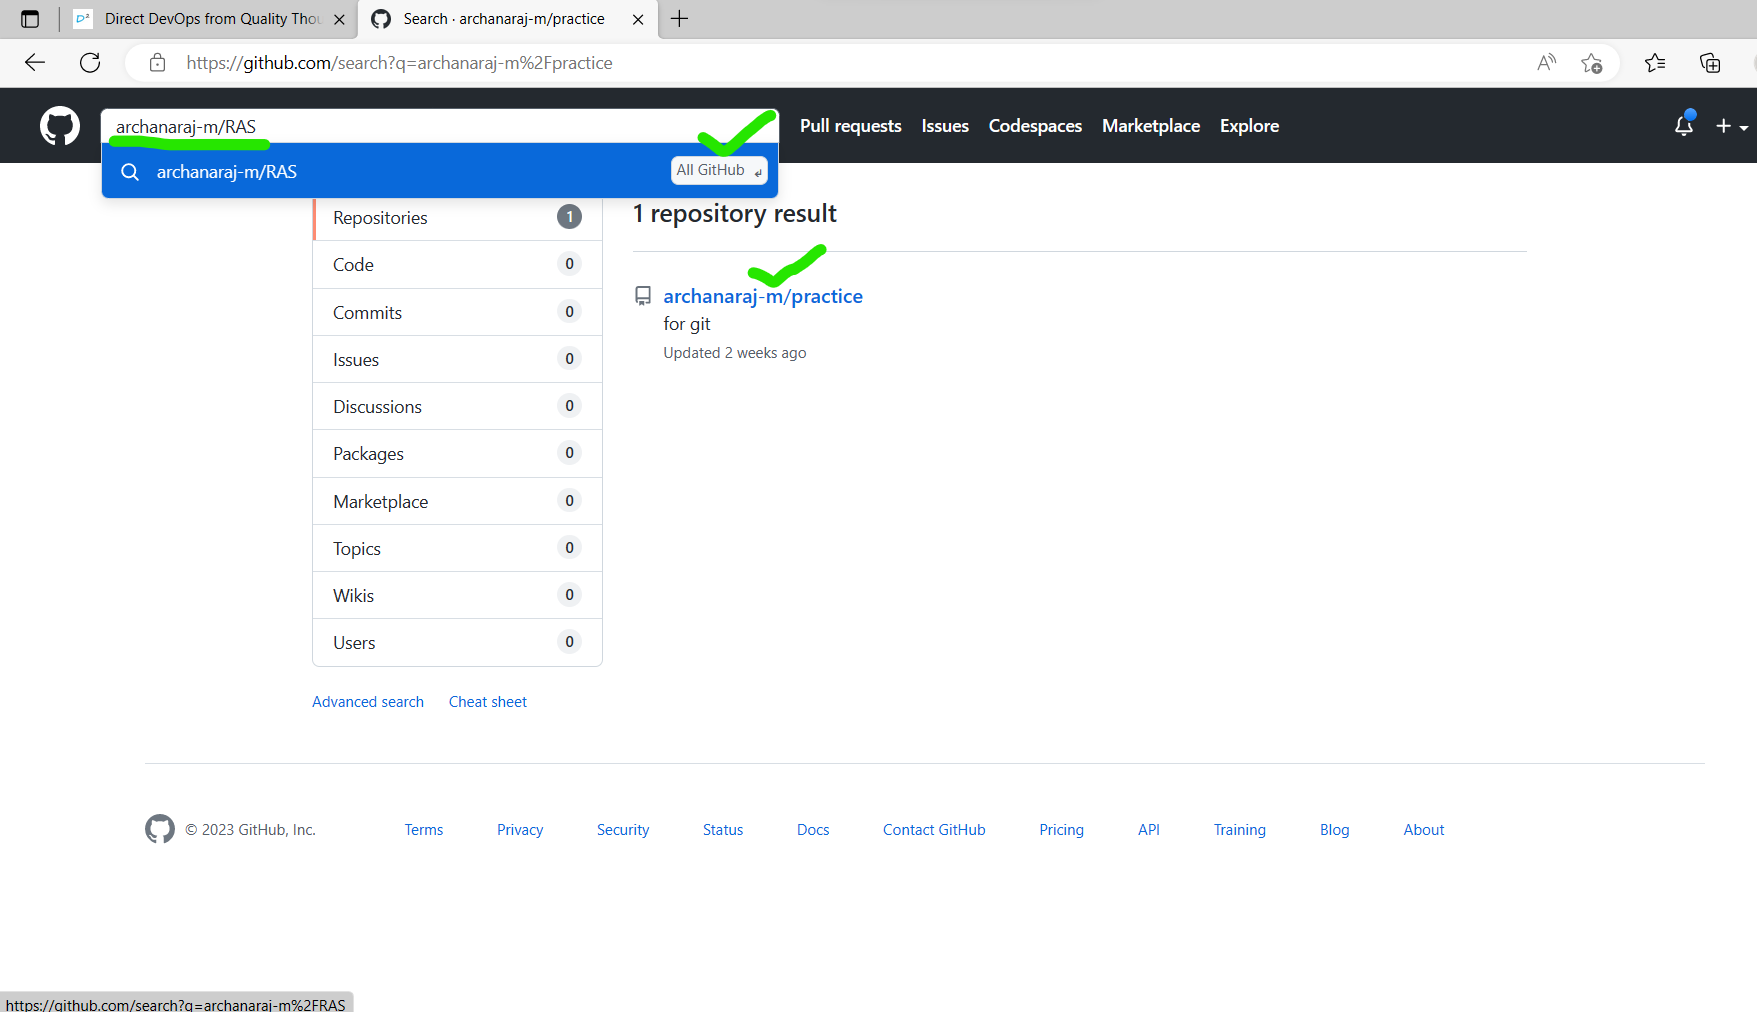 Direct DevOps from Quality Thou
Search · archanaraj-m/practice
https://github.com/search?q=archanaraj-m%2Fpractice
archanaraj-m/RAS
Pull requests
Issues
Codespaces
Marketplace
Explore
archanaraj-m/RAS
All GitHub
Repositories 1
Code 0
Commits 0
Issues 0
Discussions 0
Packages 0
Marketplace 0
Topics 0
Wikis 0
Users 0
Advanced search
Cheat sheet
1 repository result
archanaraj-m/practice
for git
Updated 2 weeks ago
© 2023 GitHub, Inc.
Terms
Privacy
Security
Status
Docs
Contact GitHub
Pricing
API
Training
Blog
About
https://github.com/search?q=archanaraj-m%2FRAS